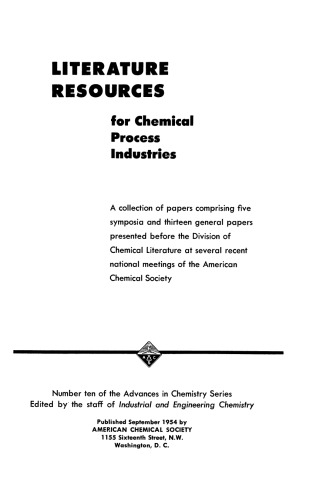 LITERATURE
RESOURCES
for Chemical
Process
Industries
A collection of papers comprising five
symposia and thirteen general papers
presented before the Division of
Chemical Literature at several recent
national meetings of the American
Chemical Society
Number ten of the Advances in Chemistry Series
Edited by the staff of Industrial and Engineering Chemistry
Published September 1954 by
AMERICAN CHEMICAL SOCIETY
1155 Sixteenth Street, N.W.
Washington, D. C.